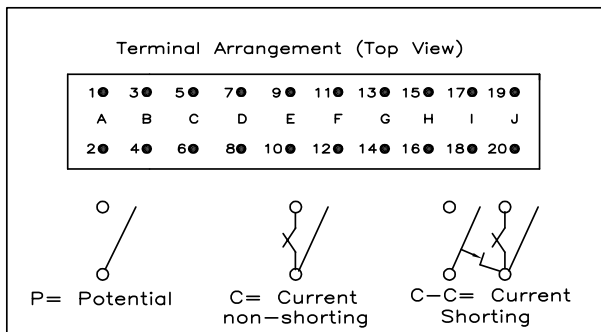 Terminal Arrangement (Top View)
1 3 5 7 9 11 13 15 17 19
A B C D E F G H I J
2 4 6 8 10 12 14 16 18 20
P= Potential
C= Current
non-shorting
C-C= Current
Shorting